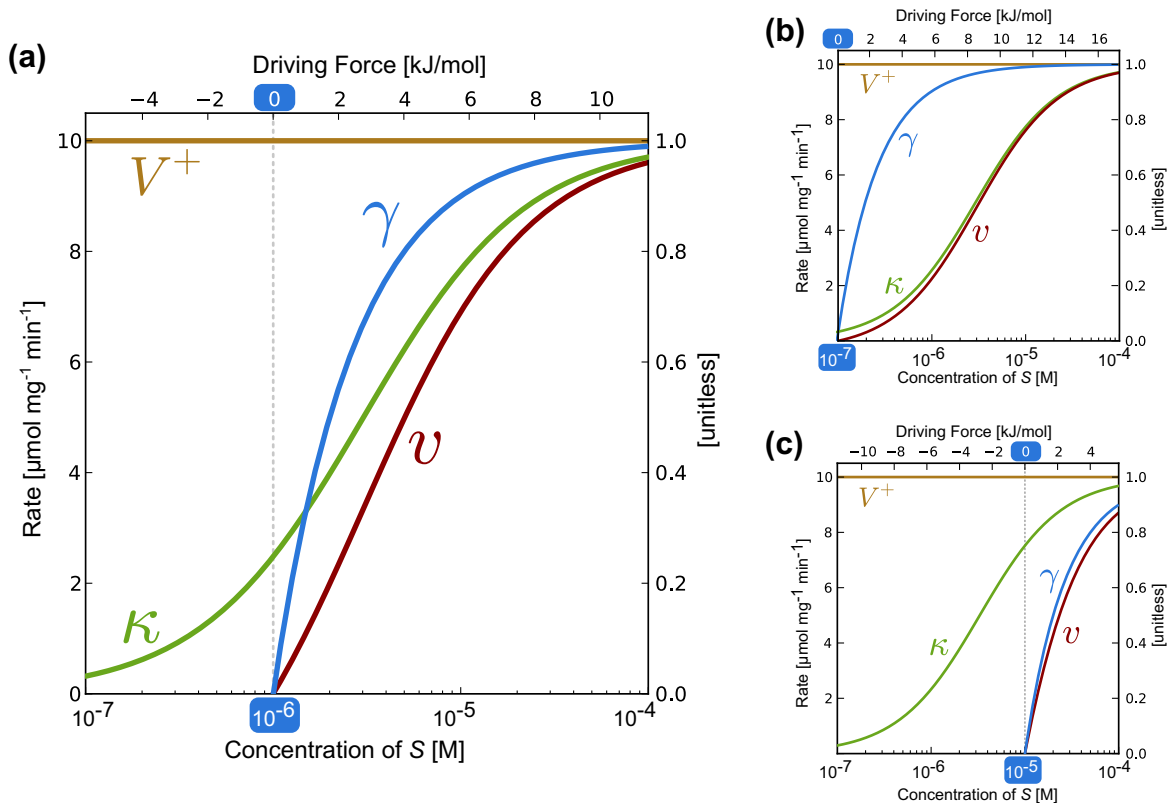 (a)
Driving Force [kJ/mol]
−4 −2 0 2 4 6 8 10
10 8 6 4 2 0
Rate [µmol mg⁻¹ min⁻¹]
V⁺
γ
κ
υ
1.0 0.8 0.6 0.4 0.2 0.0
[unitless]
10⁻⁷ 10⁻⁶ 10⁻⁵ 10⁻⁴
Concentration of S [M]
(b)
Driving Force [kJ/mol]
0 2 4 6 8 10 12 14 16
10 8 6 4 2
Rate [µmol mg⁻¹ min⁻¹]
V⁺
γ
κ
υ
1.0 0.8 0.6 0.4 0.2 0.0
[unitless]
10⁻⁷ 10⁻⁶ 10⁻⁵ 10⁻⁴
Concentration of S [M]
(c)
Driving Force [kJ/mol]
−10 −8 −6 −4 −2 0 2 4
10 8 6 4 2
Rate [µmol mg⁻¹ min⁻¹]
V⁺
γ
κ
υ
1.0 0.8 0.6 0.4 0.2 0.0
[unitless]
10⁻⁷ 10⁻⁶ 10⁻⁵ 10⁻⁴
Concentration of S [M]